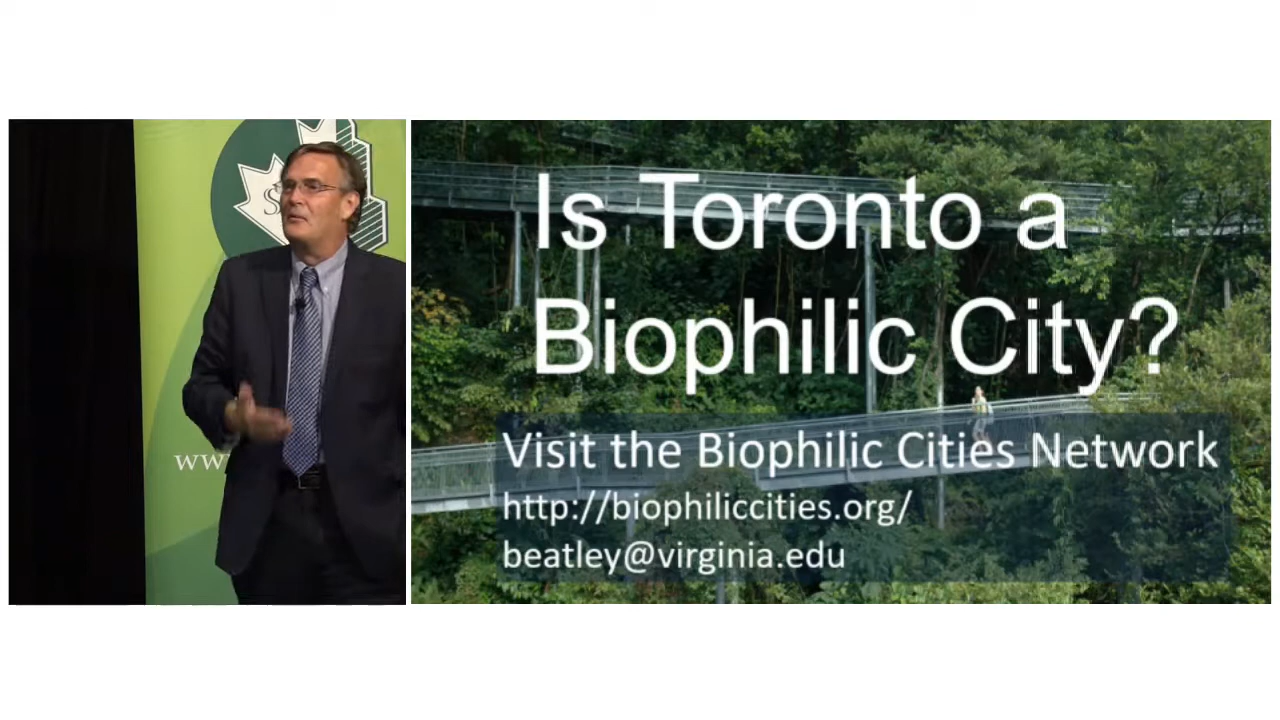 Is Toronto a
Biophilic City?
Visit the Biophilic Cities Network
http://biophiliccities.org/
beatley@virginia.edu